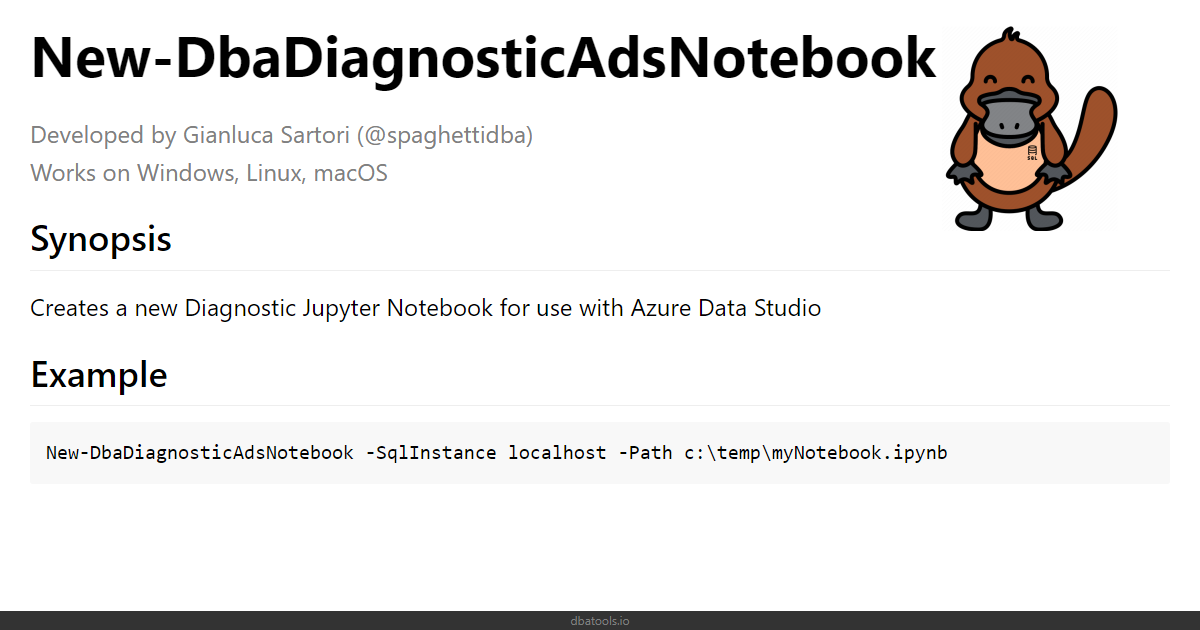 New-DbaDiagnosticAdsNotebook
Developed by Gianluca Sartori (@spaghettidba)
Works on Windows, Linux, macOS
SQL
Synopsis
Creates a new Diagnostic Jupyter Notebook for use with Azure Data Studio
Example
New-DbaDiagnosticAdsNotebook -SqlInstance localhost -Path c:\temp\myNotebook.ipynb
dbatools.io